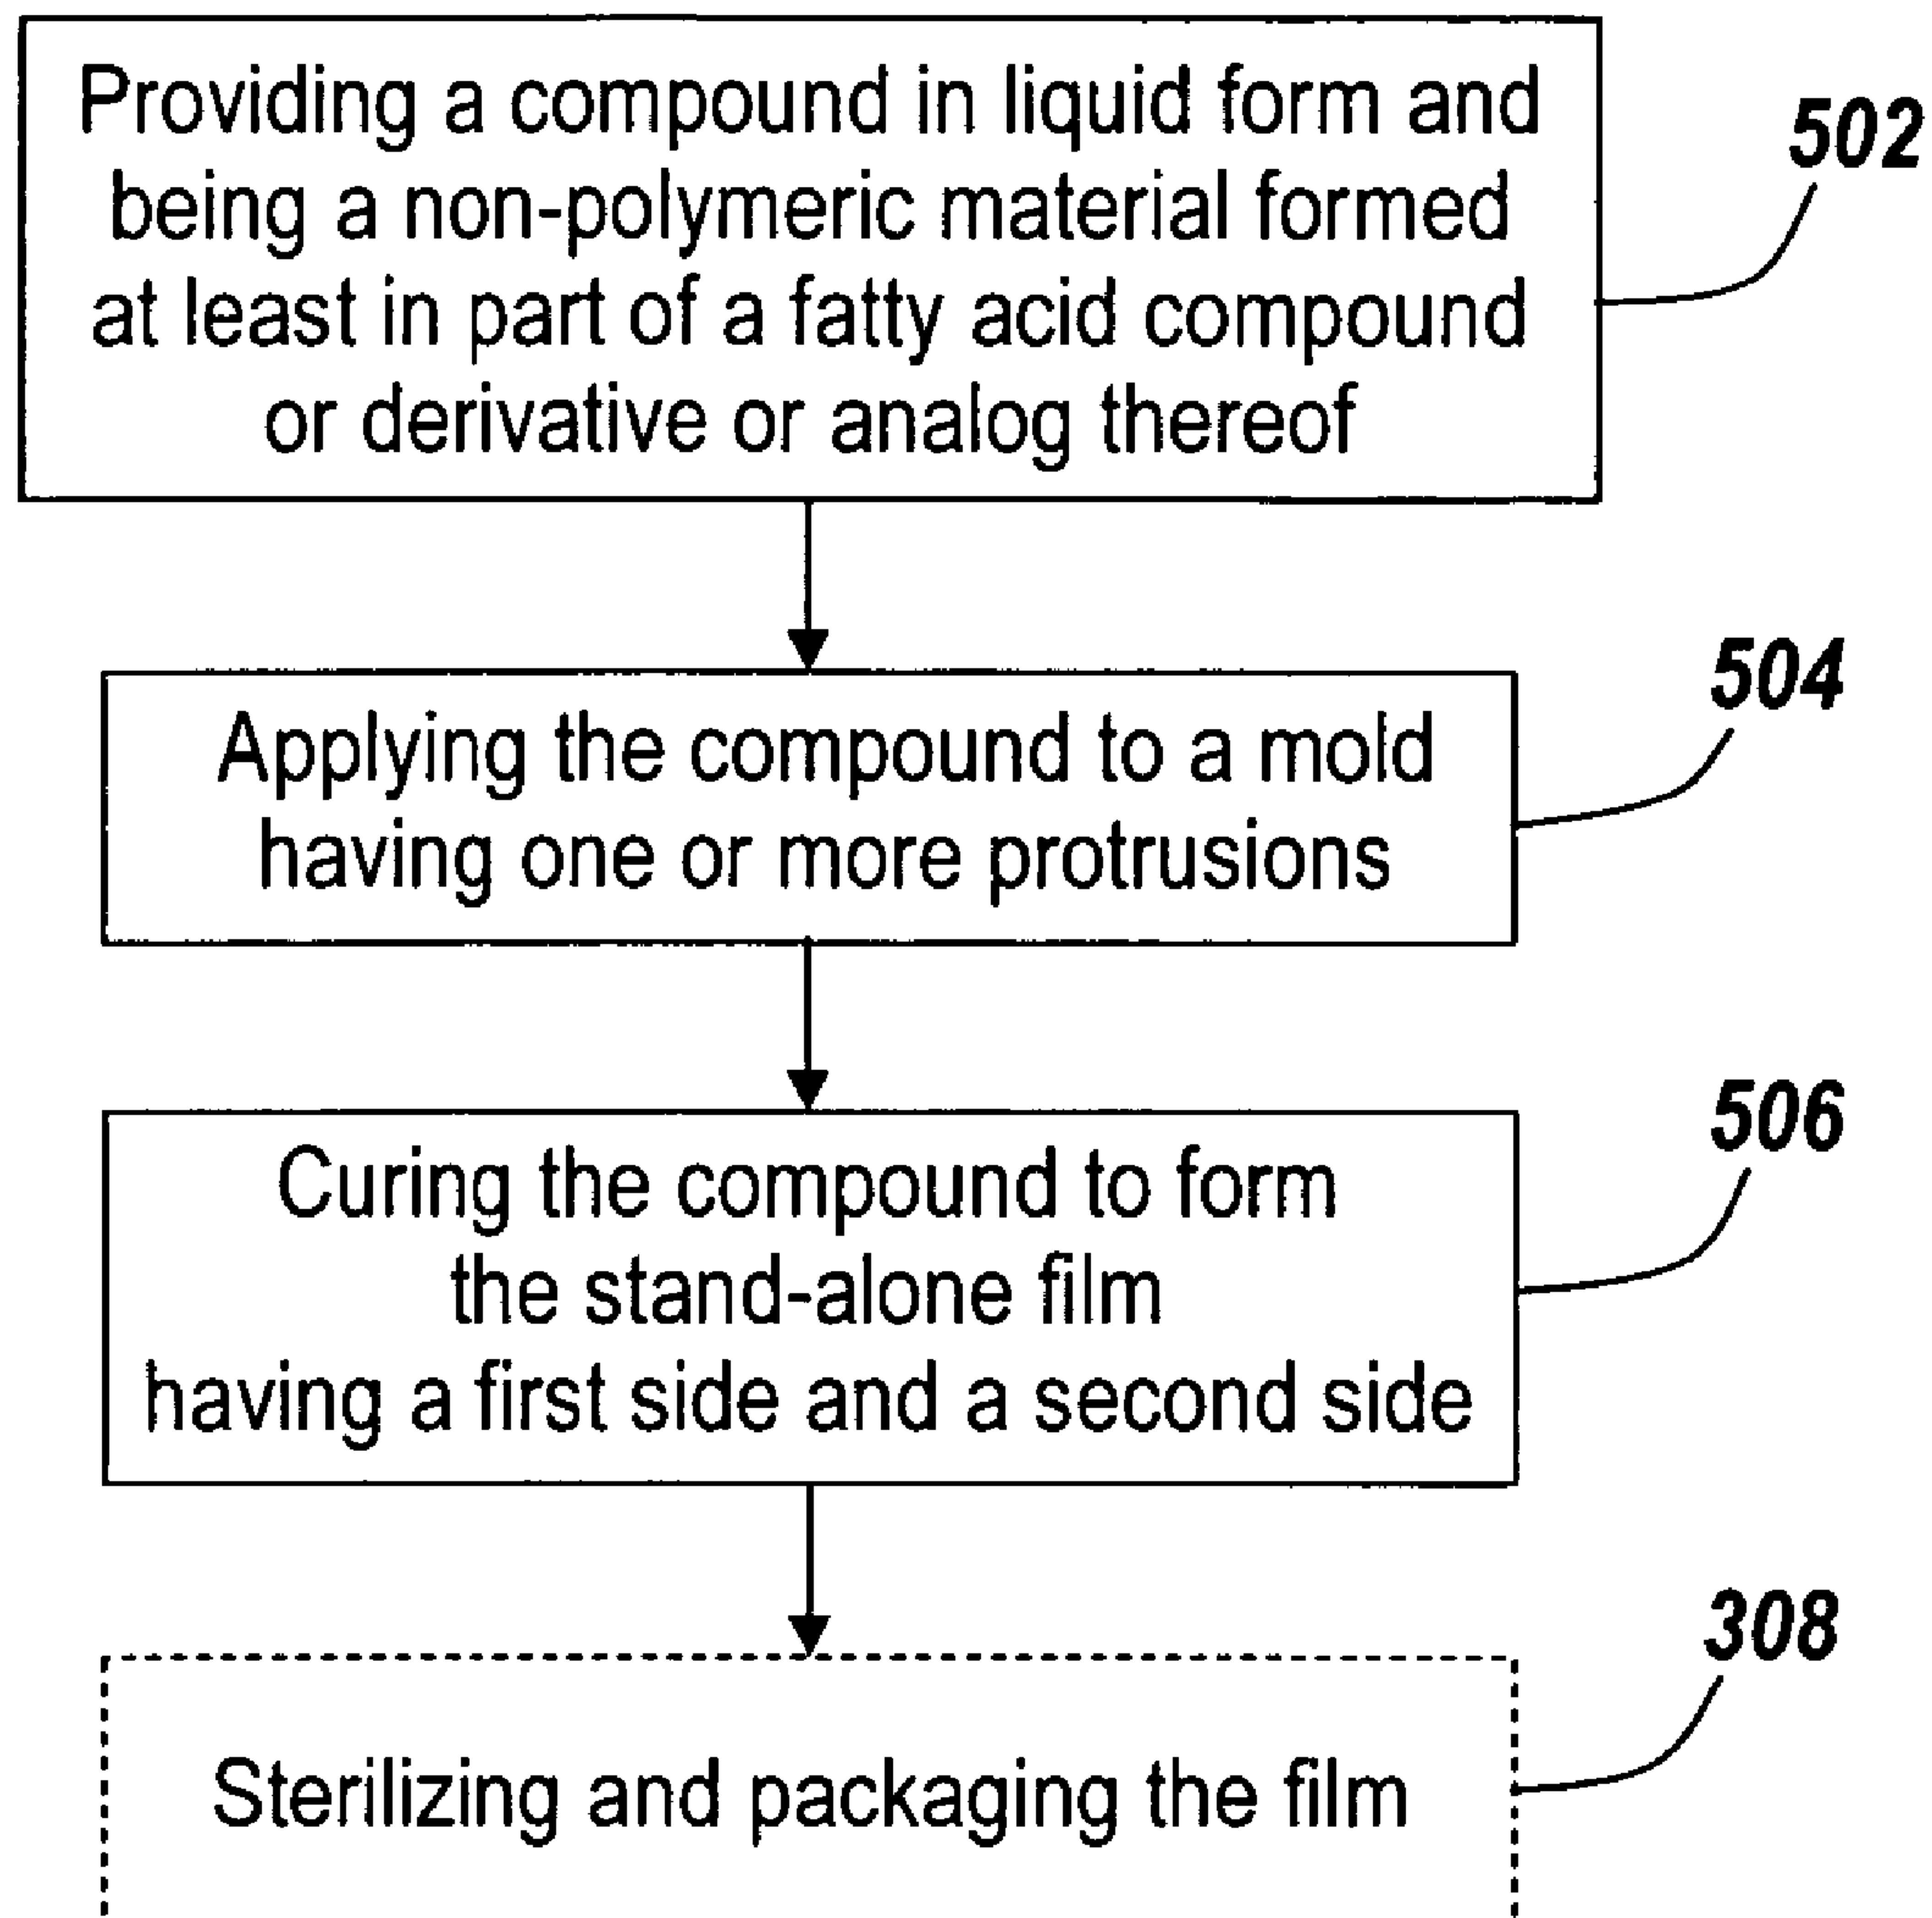 Providing a compound in liquid form and
being a non-polymeric material formed
at least in part of a fatty acid compound
or derivative or analog thereof
502
Applying the compound to a mold
having one or more protrusions
504
Curing the compound to form
the stand-alone film
having a first side and a second side
506
Sterilizing and packaging the film
308